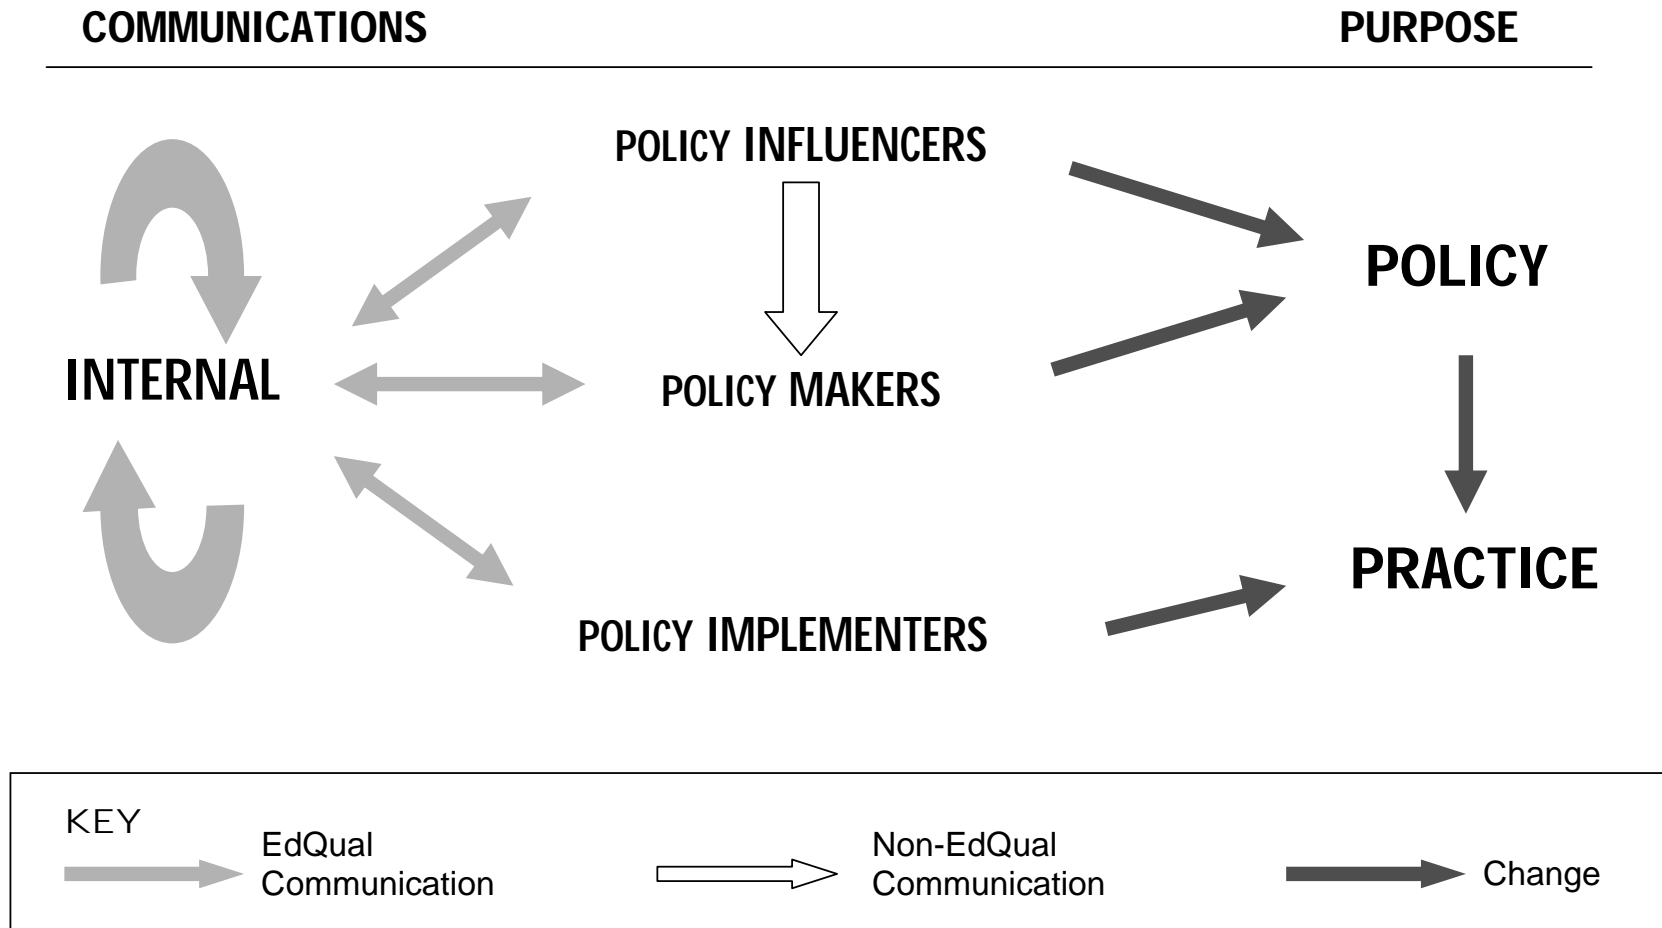 COMMUNICATIONS PURPOSE
POLICY INFLUENCERS
POLICY
INTERNAL
POLICY MAKERS
PRACTICE
POLICY IMPLEMENTERS
KEY
EdQual
Communication
Non-EdQual
Communication
Change